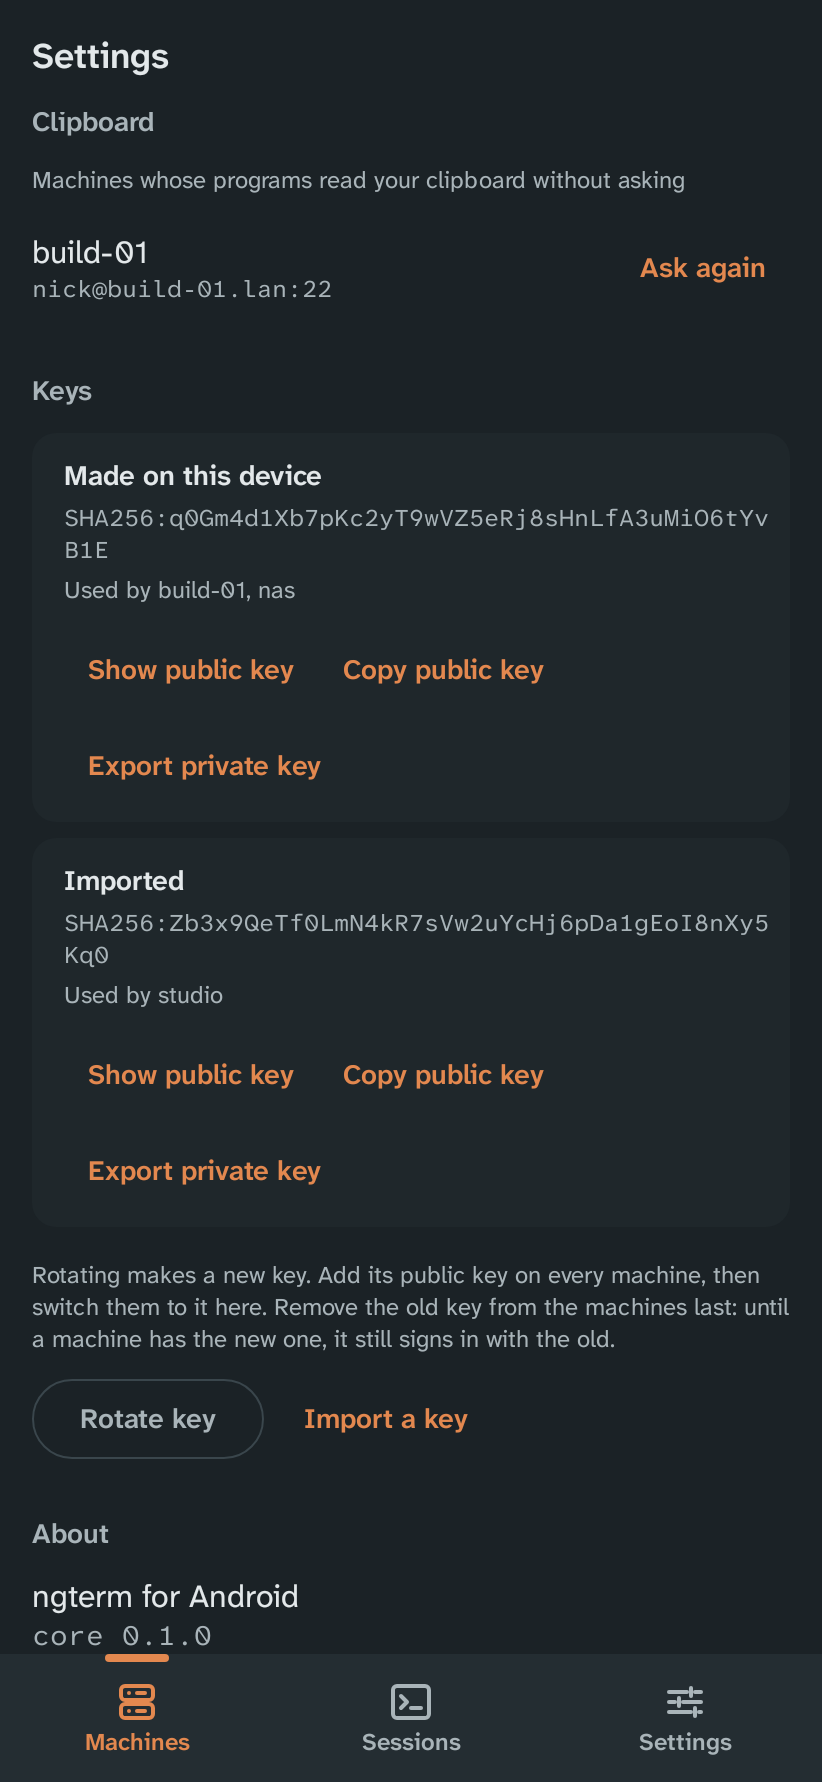 Settings
Clipboard
Machines whose programs read your clipboard without asking
build-01
Ask again
nick@build-01.lan:22
Keys
Made on this device
SHA256:q0Gm4d1Xb7pKc2yT9wVZ5eRj8sHnLfA3uMiO6tYv
B1E
Used by build-01, nas
Show public key
Copy public key
Export private key
Imported
SHA256:Zb3x9QeTf0LmN4kR7sVw2uYcHj6pDa1gEoI8nXy5
Kq0
Used by studio
Show public key
Copy public key
Export private key
Rotating makes a new key. Add its public key on every machine, then
switch them to it here. Remove the old key from the machines last: until
a machine has the new one, it still signs in with the old.
Rotate key
Import a key
About
ngterm for Android
core 0.1.0
Machines
Sessions
Settings